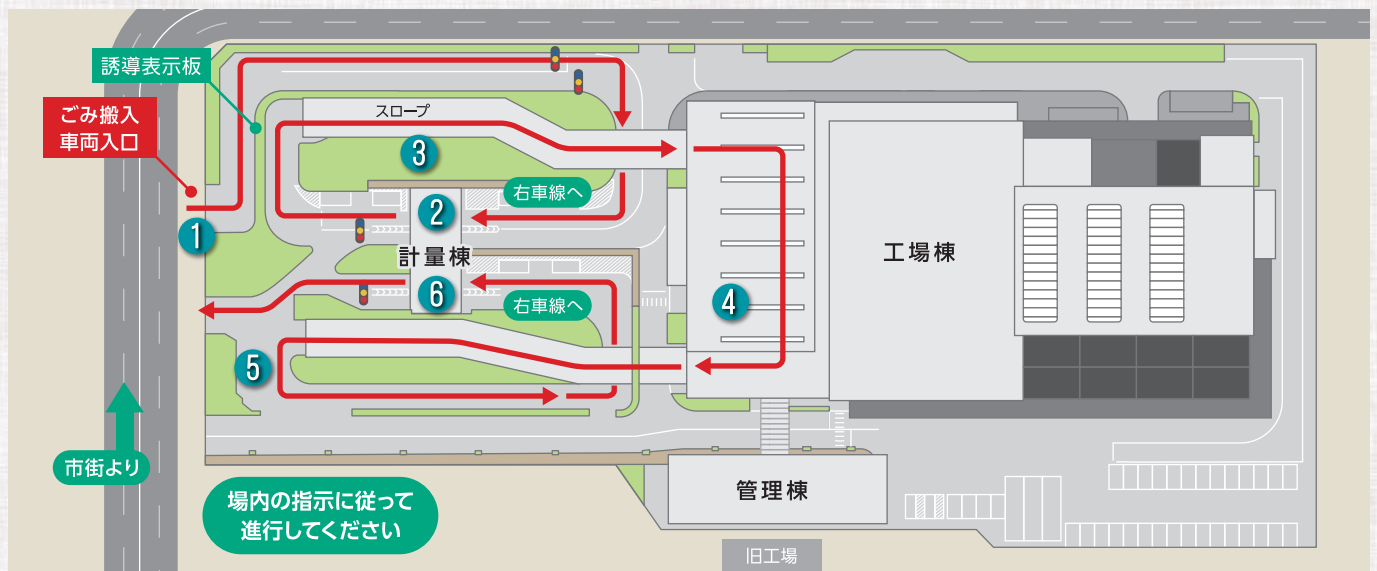 誘導表示板
ごみ搬入
車両入口
スロープ
3
右車線へ
2
1
計量棟
工場棟
6
4
右車線へ
5
市街より
場内の指示に従って
進行してください
管理棟
旧工場